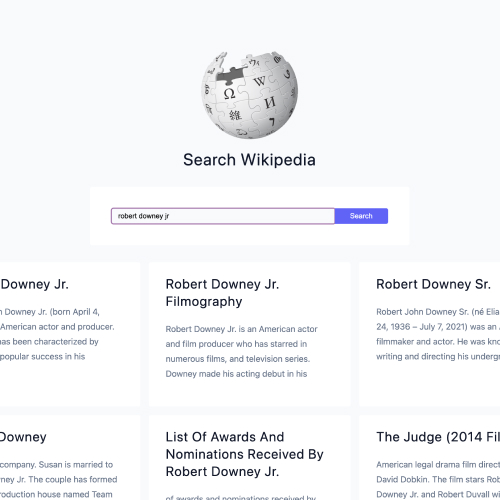 Ω W И 維
Search Wikipedia
robert downey jr Search
Downey Jr.
Downey Jr. (born April 4,
American actor and producer.
has been characterized by
popular success in his
Robert Downey Jr.
Filmography
Robert Downey Jr. is an American actor
and film producer who has starred in
numerous films, and television series.
Downey made his acting debut in his
Robert Downey Sr.
Robert John Downey Sr. (né Elia
24, 1936 – July 7, 2021) was an
filmmaker and actor. He was kno
writing and directing his undergr
Downey
company. Susan is married to
ney Jr. The couple has formed
oduction house named Team
List Of Awards And
Nominations Received By
Robert Downey Jr.
of awards and nominations received by
The Judge (2014 Fil
American legal drama film direct
David Dobkin. The film stars Rob
Downey Jr. and Robert Duvall wi